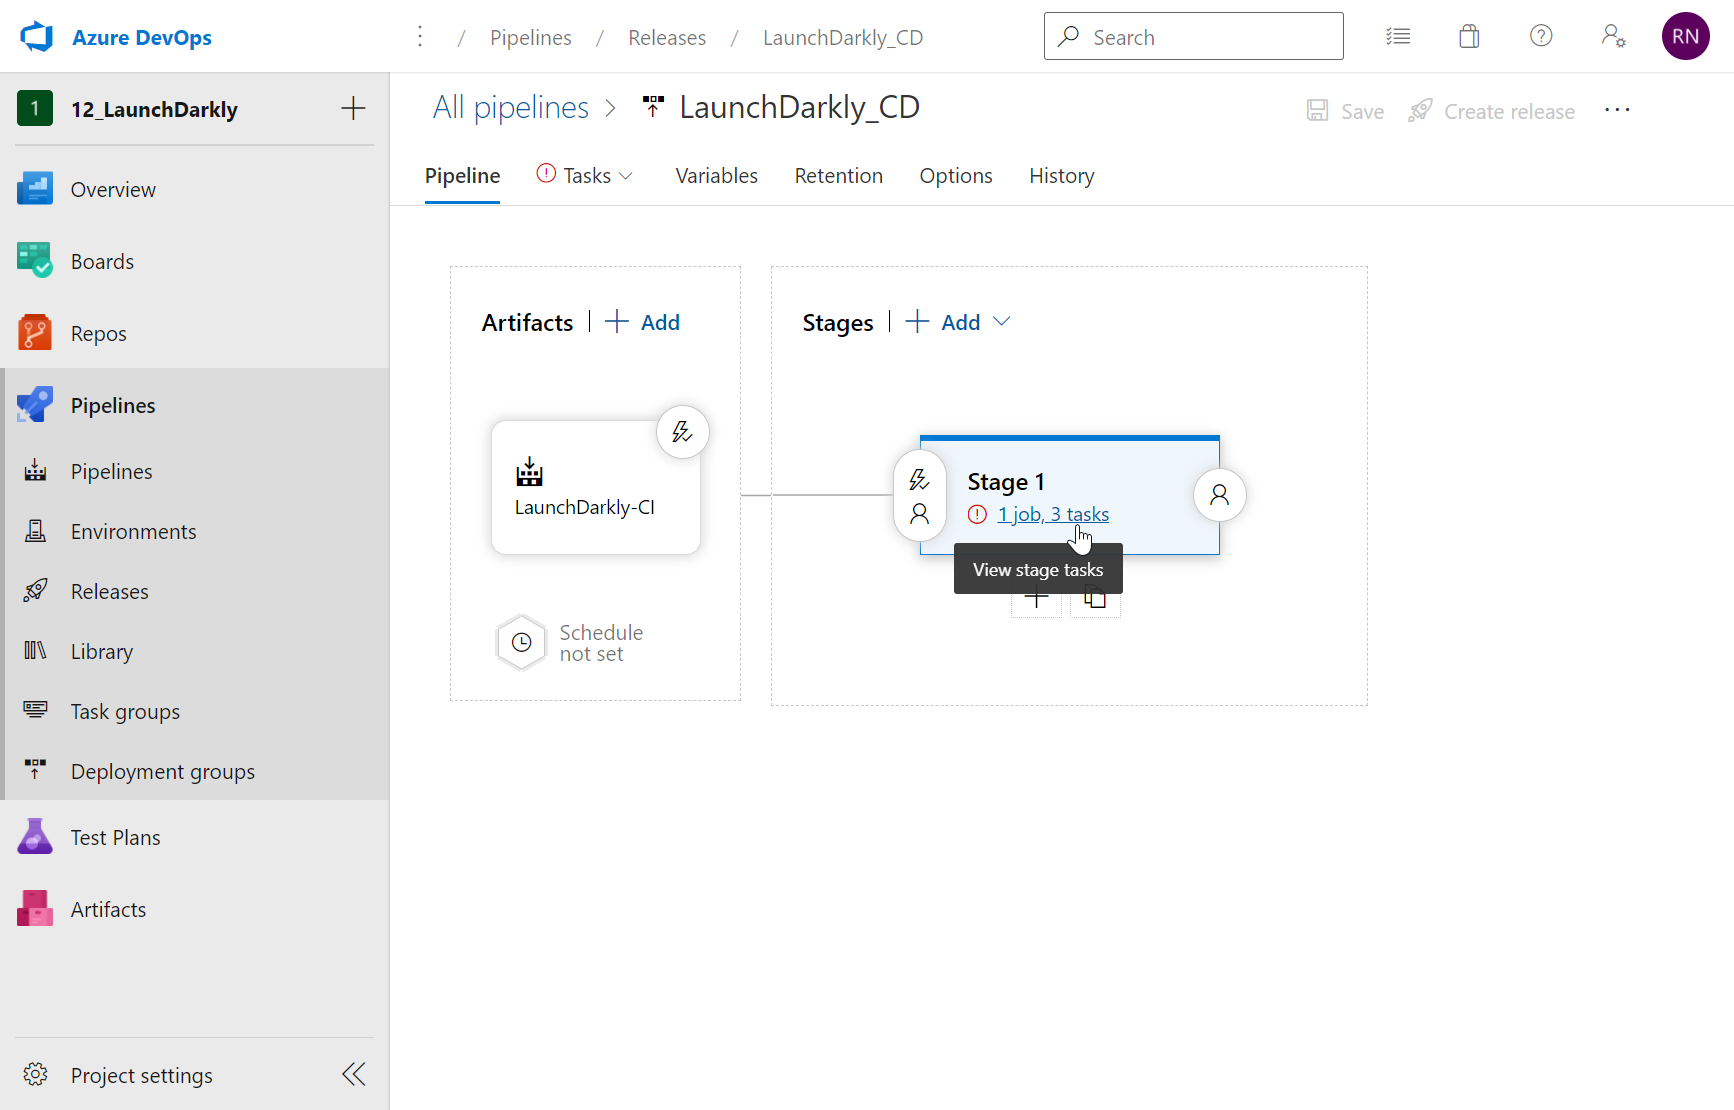 Azure DevOps
/ Pipelines / Releases / LaunchDarkly_CD
Search
RN
1 12_LaunchDarkly
All pipelines > LaunchDarkly_CD
Save
Create release
Pipeline
Tasks
Variables
Retention
Options
History
Overview
Boards
Repos
Pipelines
Pipelines
Environments
Releases
Library
Task groups
Deployment groups
Test Plans
Artifacts
Project settings
Artifacts | + Add
LaunchDarkly-CI
Schedule
not set
Stages | + Add
Stage 1
1 job, 3 tasks
View stage tasks